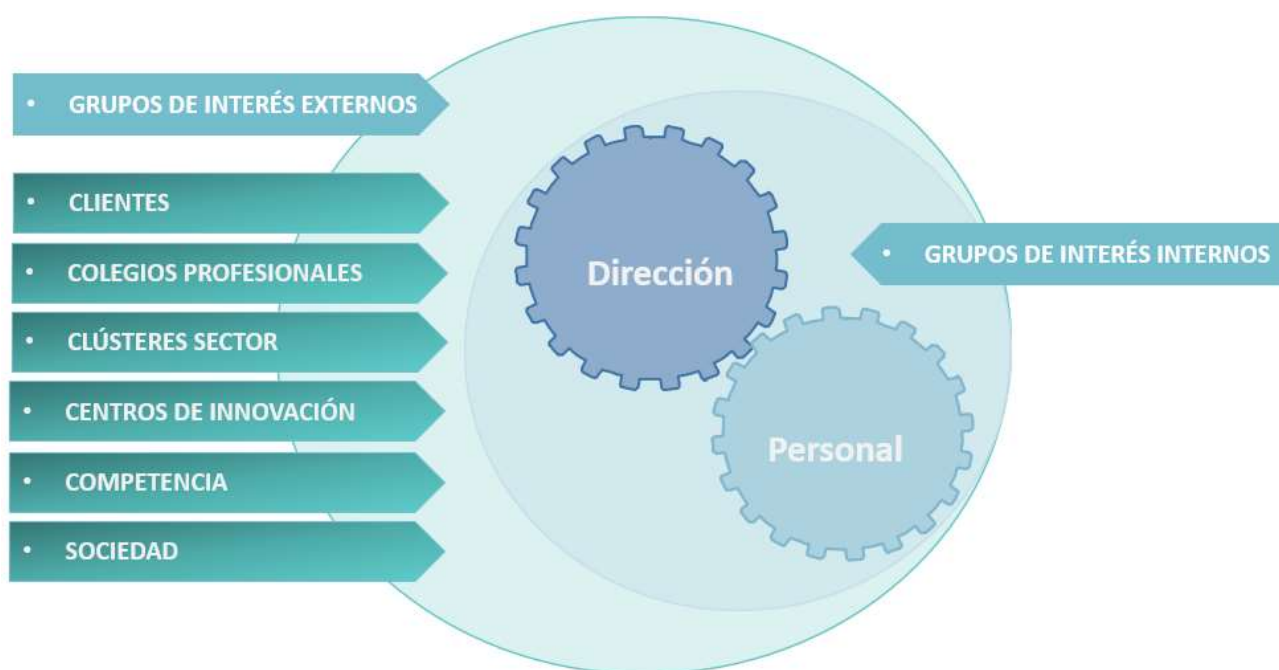 • GRUPOS DE INTERÉS EXTERNOS
• CLIENTES
• COLEGIOS PROFESIONALES
• CLÚSTERES SECTOR
• CENTROS DE INNOVACIÓN
• COMPETENCIA
• SOCIEDAD
Dirección
Personal
• GRUPOS DE INTERÉS INTERNOS